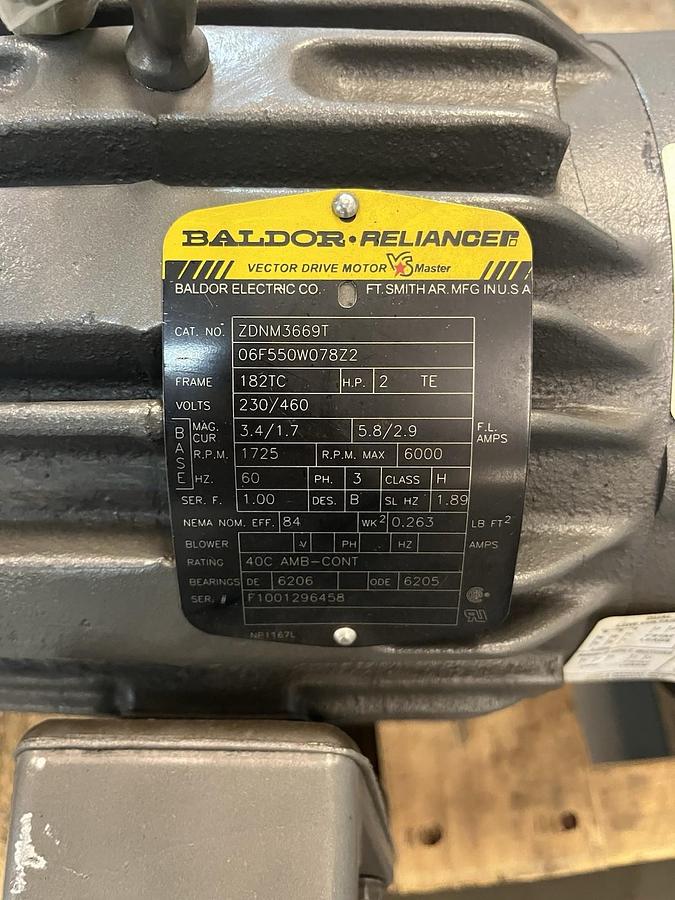 BALDOR • RELIANCER
VECTOR DRIVE MOTOR VS Master
BALDOR ELECTRIC CO. FT. SMITH AR. MFG IN U.S.A
CAT. NO. ZDNM3669T
06F550W078Z2
FRAME 182TC H.P. 2 TE
VOLTS 230/460
BASE
MAG. CUR 3.4/1.7 5.8/2.9 F.L. AMPS
R.P.M. 1725 R.P.M. MAX 6000
HZ. 60 PH. 3 CLASS H
SER. F. 1.00 DES. B SL HZ 1.89
NEMA NOM. EFF. 84 WK² 0.263 LB FT²
BLOWER V PH HZ AMPS
RATING 40C AMB-CONT
BEARINGS DE 6206 ODE 6205
SER. # F1001296458
NP1167L